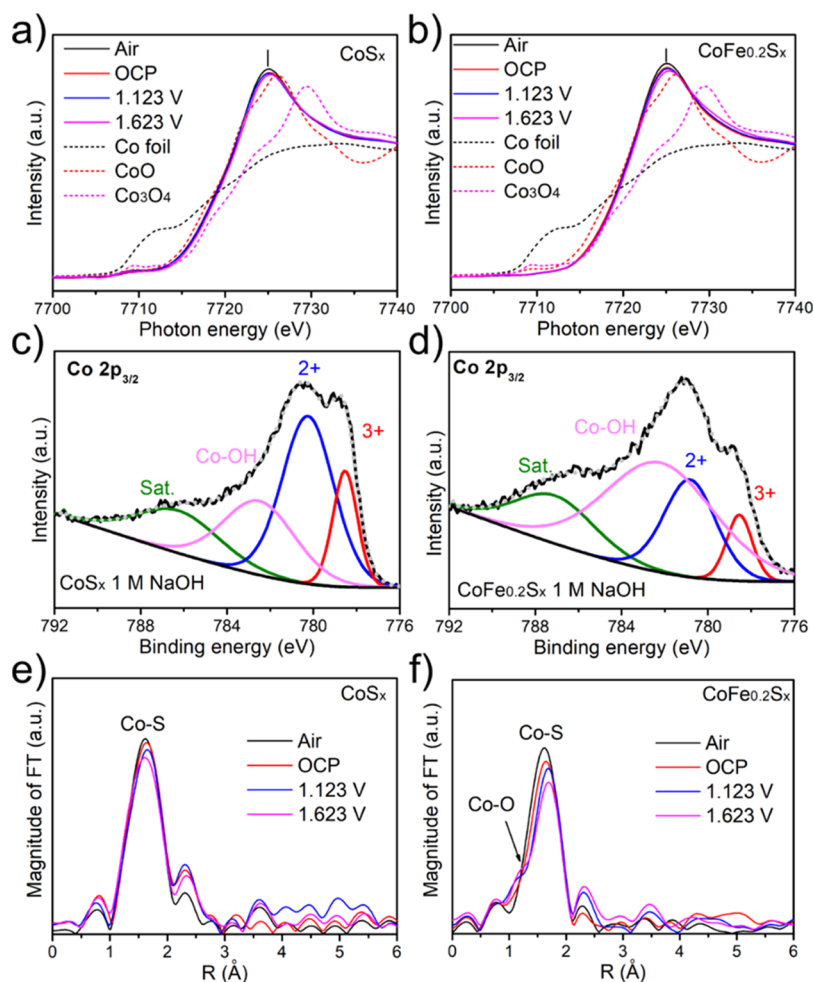 a)
CoSx
Air
OCP
1.123 V
1.623 V
Co foil
CoO
Co3O4
Intensity (a.u.)
7700 7710 7720 7730 7740
Photon energy (eV)
b)
CoFe0.2Sx
Air
OCP
1.123 V
1.623 V
Co foil
CoO
Co3O4
Intensity (a.u.)
7700 7710 7720 7730 7740
Photon energy (eV)
c)
Co 2p3/2
2+
3+
Co-OH
Sat.
CoSx 1 M NaOH
Intensity (a.u.)
792 788 784 780 776
Binding energy (eV)
d)
Co 2p3/2
Co-OH
2+
Sat.
3+
CoFe0.2Sx 1 M NaOH
Intensity (a.u.)
792 788 784 780 776
Binding energy (eV)
e)
CoSx
Co-S
Air
OCP
1.123 V
1.623 V
Magnitude of FT (a.u.)
0 1 2 3 4 5 6
R (Å)
f)
CoFe0.2Sx
Co-S
Air
OCP
1.123 V
1.623 V
Co-O
Magnitude of FT (a.u.)
0 1 2 3 4 5 6
R (Å)